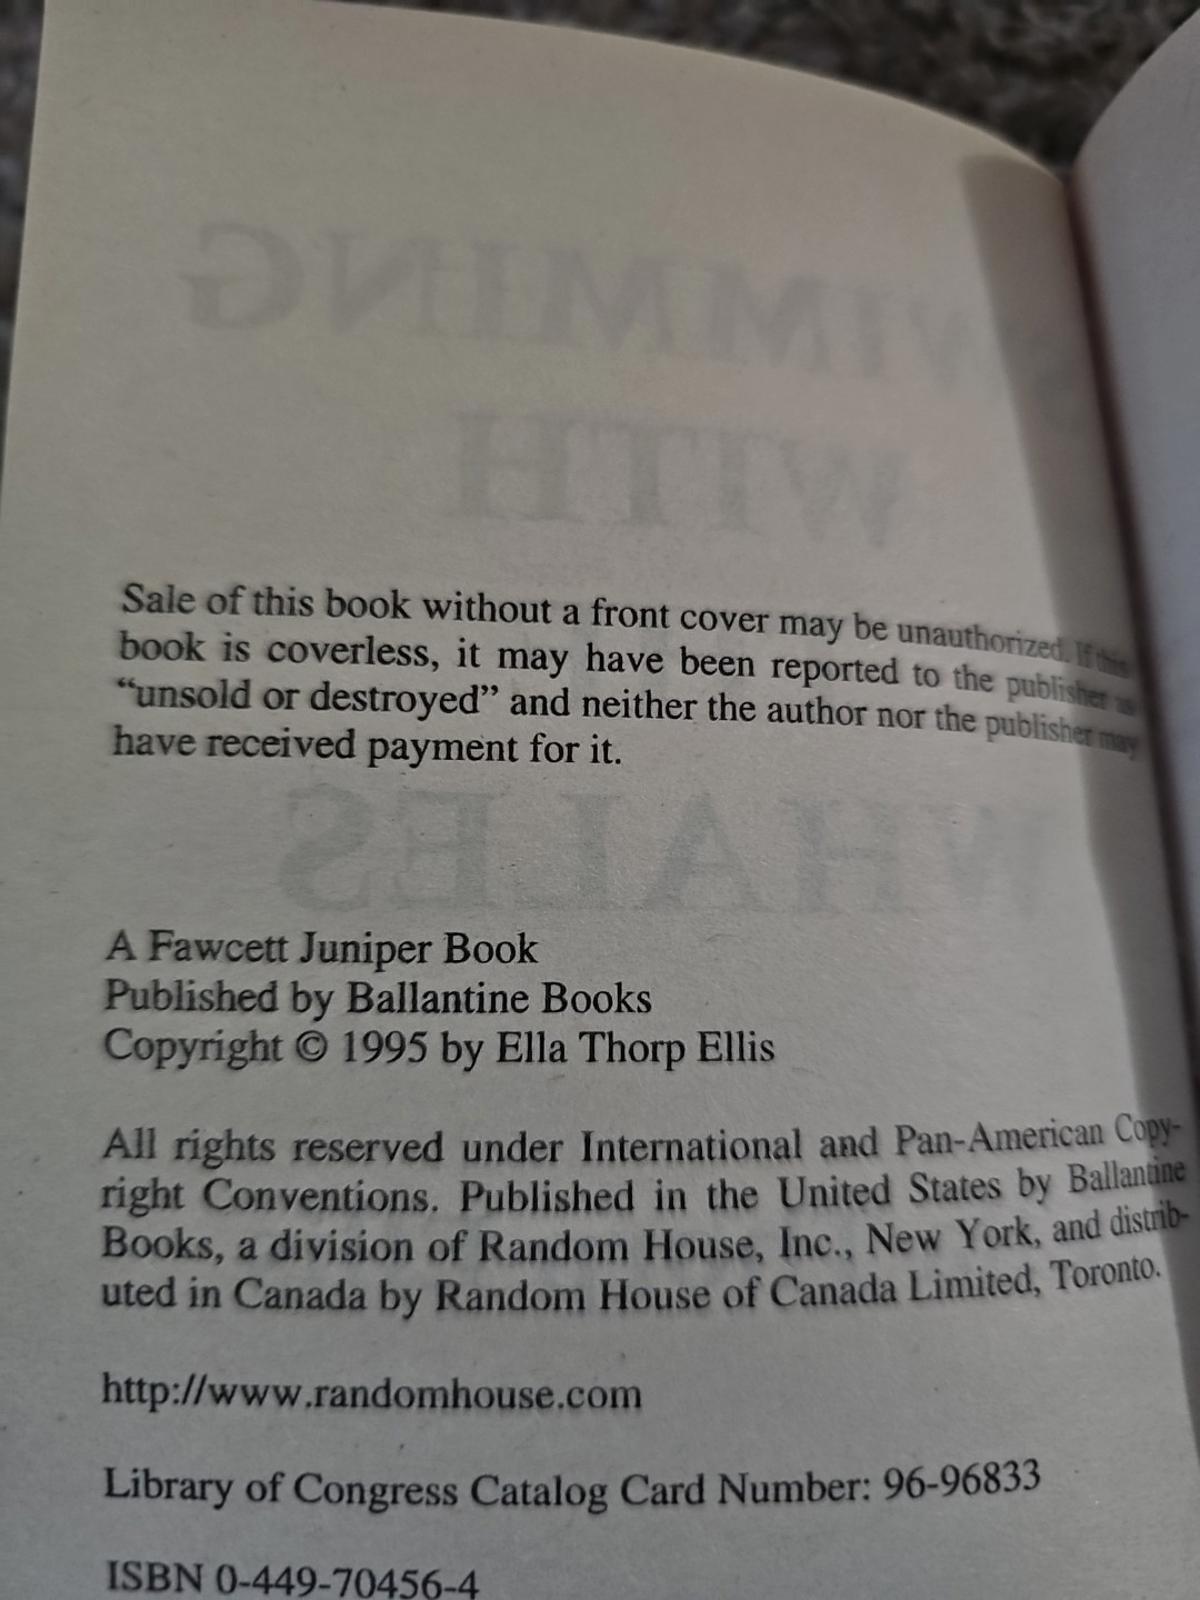 SWIMMING
WITH
Sale of this book without a front cover may be unauthorized. If this
book is coverless, it may have been reported to the publisher as
“unsold or destroyed” and neither the author nor the publisher may
have received payment for it.
WHALES
A Fawcett Juniper Book
Published by Ballantine Books
Copyright © 1995 by Ella Thorp Ellis
All rights reserved under International and Pan-American Copy-
right Conventions. Published in the United States by Ballantine
Books, a division of Random House, Inc., New York, and distrib-
uted in Canada by Random House of Canada Limited, Toronto.
http://www.randomhouse.com
Library of Congress Catalog Card Number: 96-96833
ISBN 0-449-70456-4